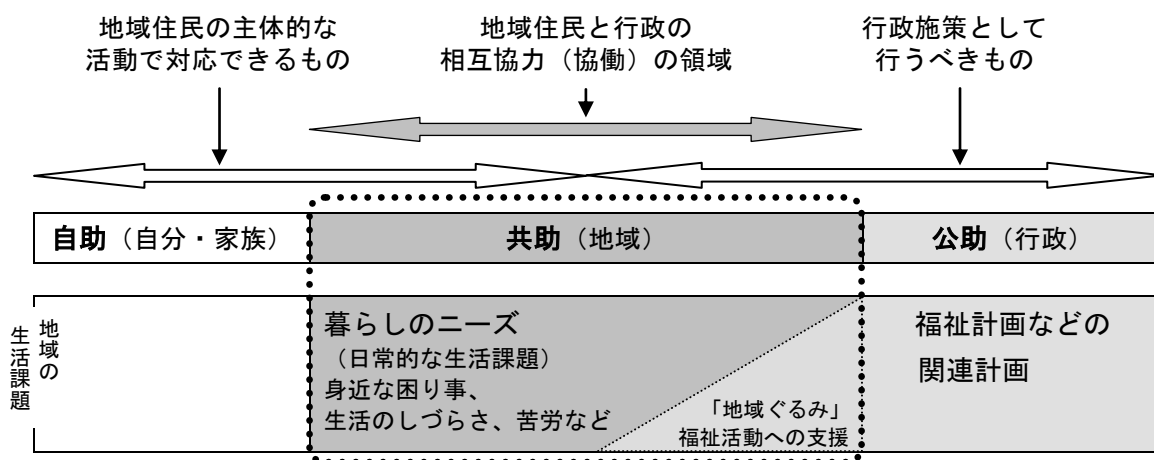 地域住民の主体的な
活動で対応できるもの
地域住民と行政の
相互協力（協働）の領域
行政施策として
行うべきもの
自助（自分・家族）
共助（地域）
公助（行政）
地域の
生活課題
暮らしのニーズ
（日常的な生活課題）
身近な困り事、
生活のしづらさ、苦労など
「地域ぐるみ」
福祉活動への支援
福祉計画などの
関連計画